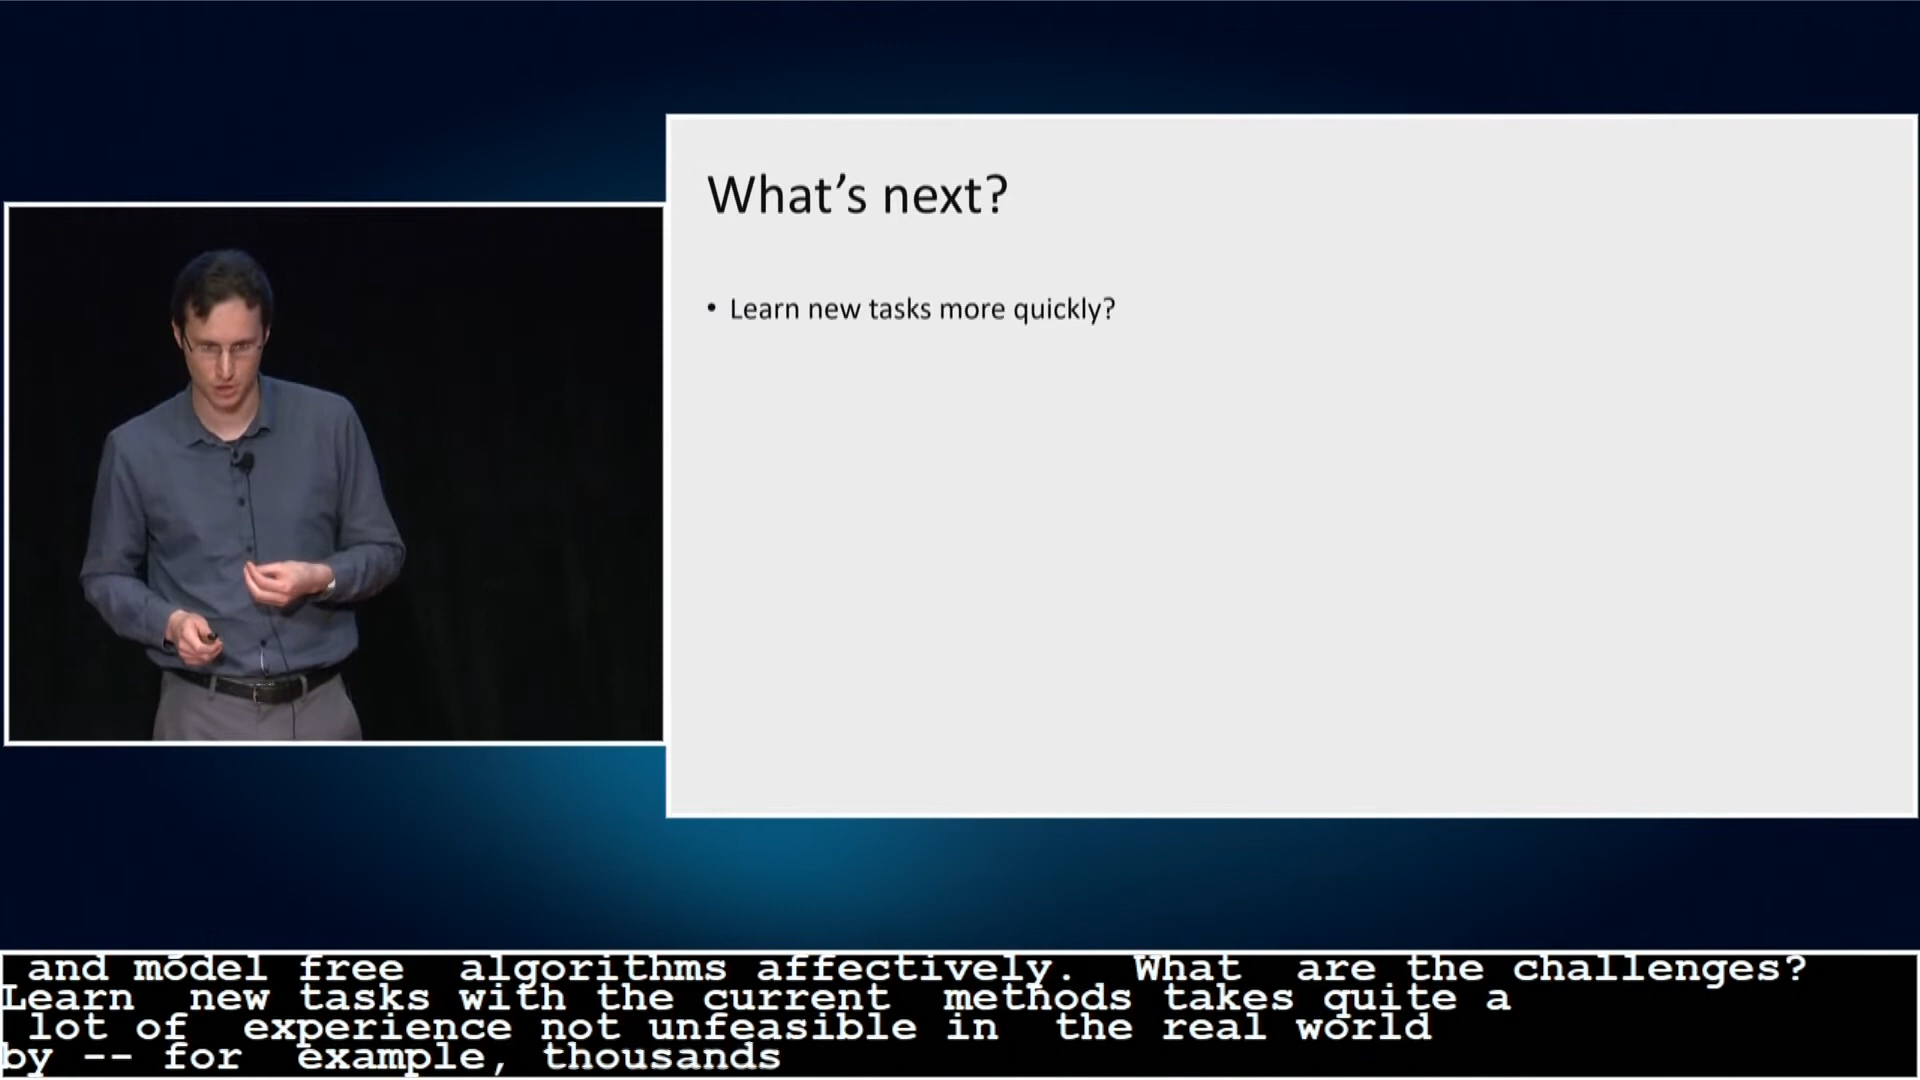 What's next?
• Learn new tasks more quickly?
and model free algorithms affectively. What are the challenges?
Learn new tasks with the current methods takes quite a
lot of experience not unfeasible in the real world
by -- for example, thousands